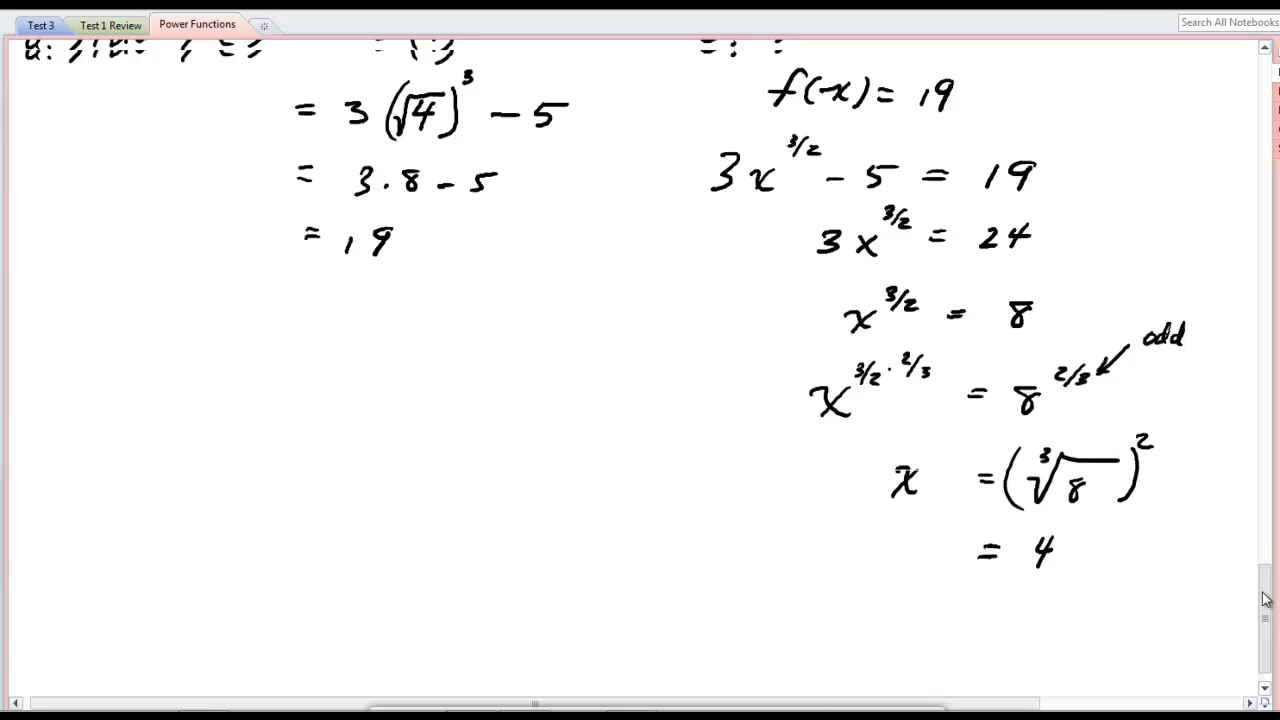 Test 3
Test 1 Review
Power Functions
Search All Notebooks
= 3(√4)³ − 5
= 3·8 − 5
= 19
f(x) = 19
3x^{3/2} − 5 = 19
3x^{3/2} = 24
x^{3/2} = 8
odd
x^{3/2 · 2/3} = 8^{2/3}
x = (∛8)²
= 4